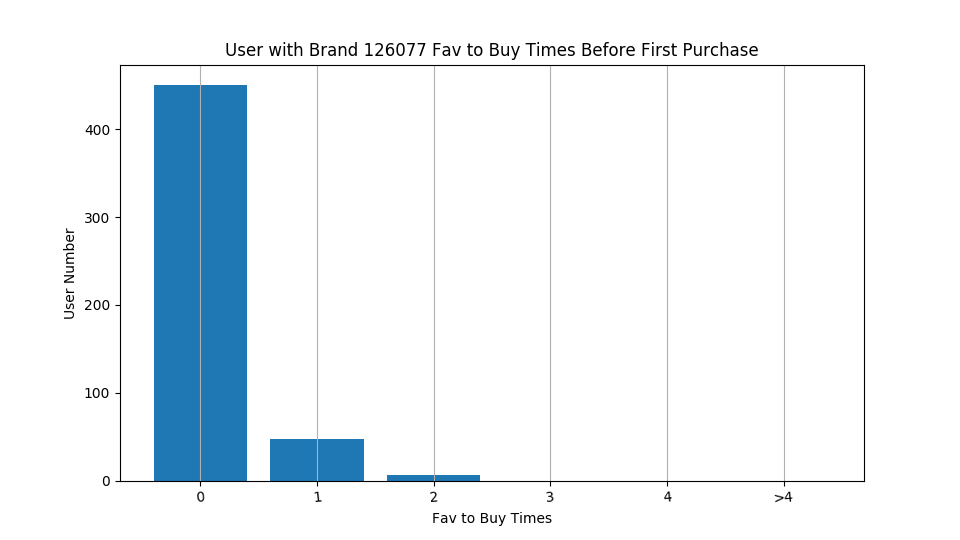 User with Brand 126077 Fav to Buy Times Before First Purchase
400
300
200
100
0
User Number
0 1 2 3 4 >4
Fav to Buy Times